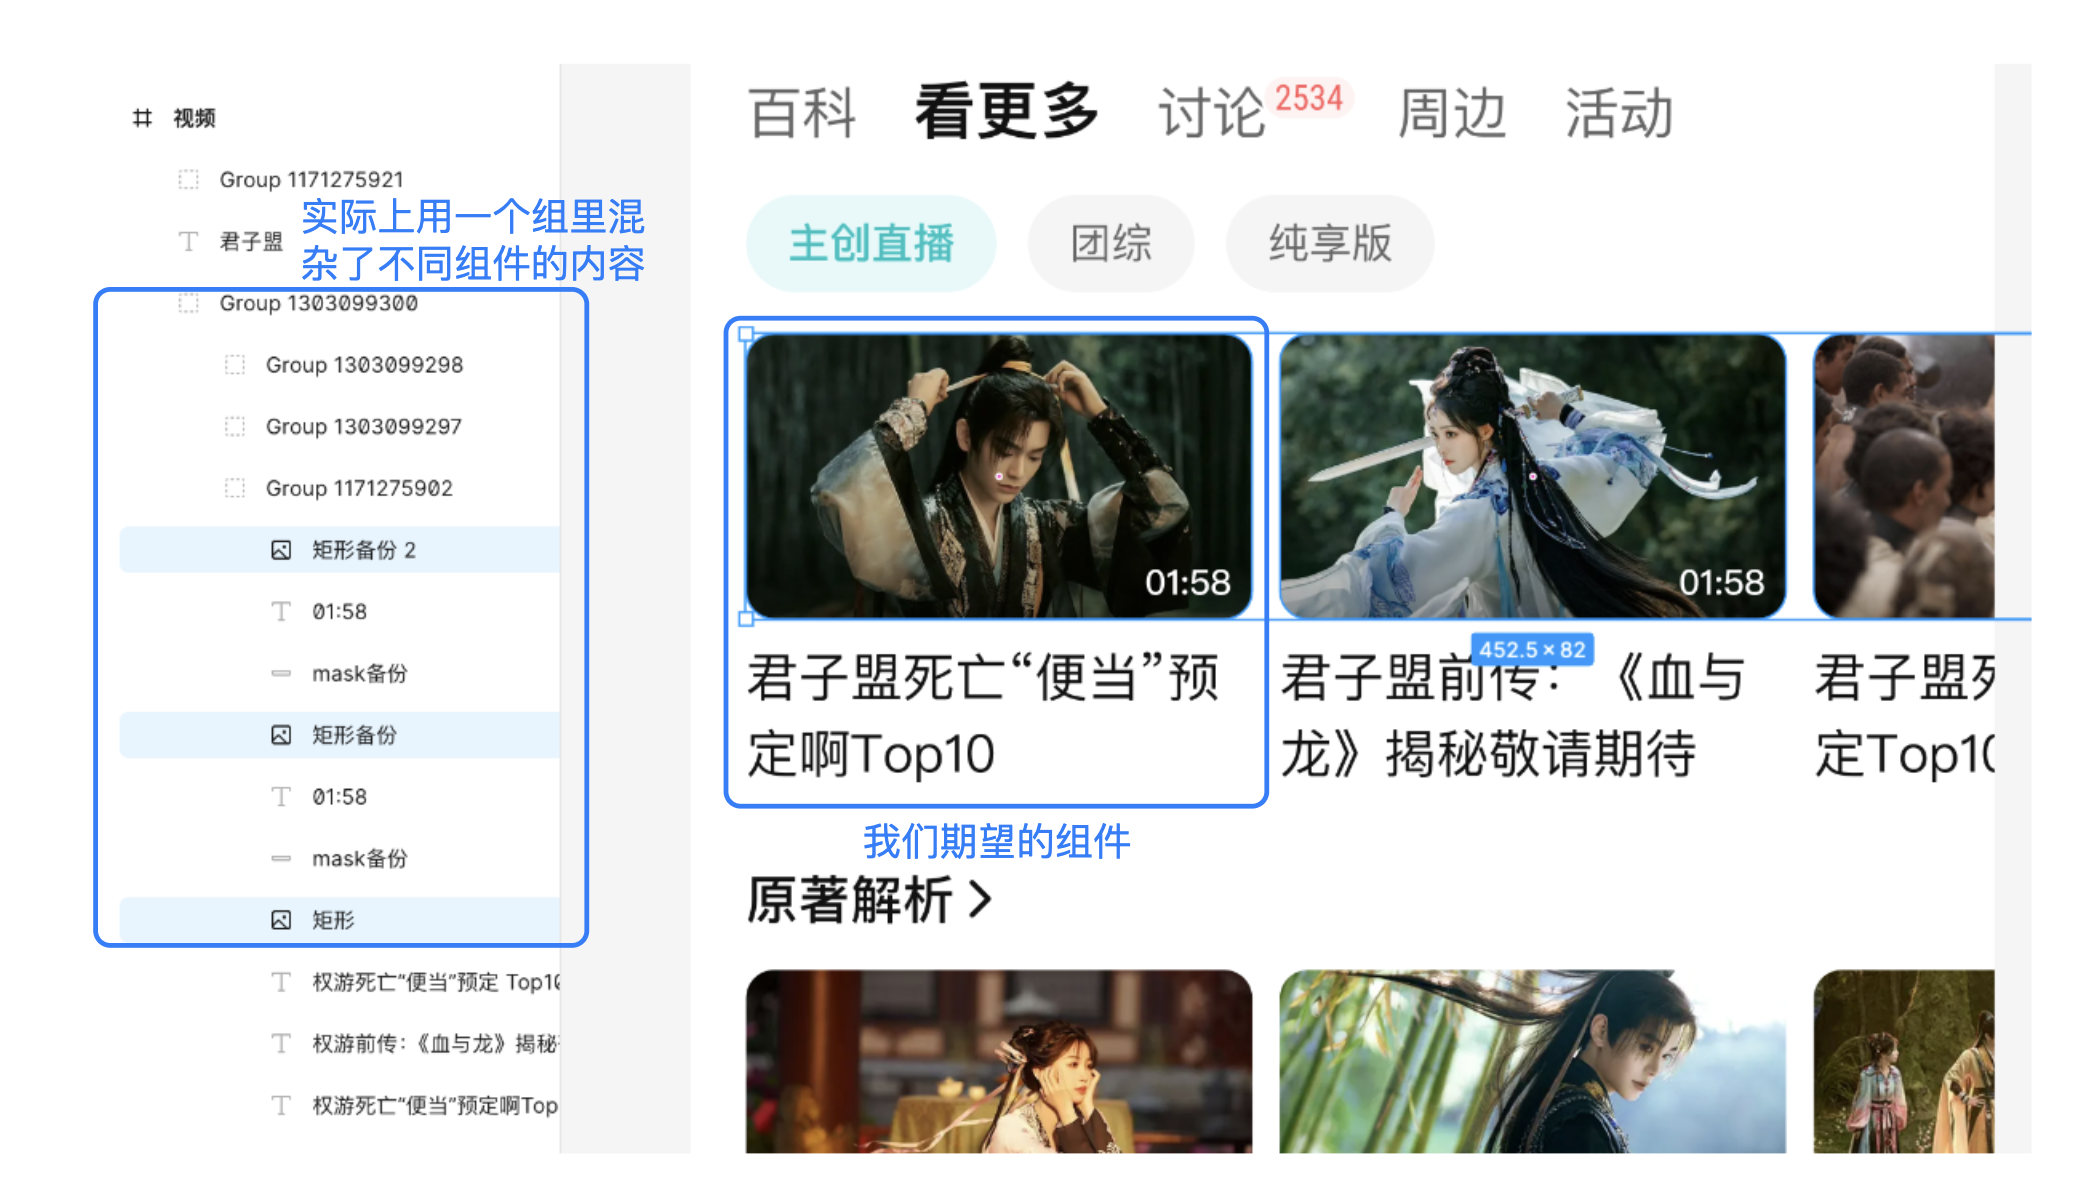 视频
Group 1171275921
君子盟
实际上用一个组里混
杂了不同组件的内容
Group 1303099300
Group 1303099298
Group 1303099297
Group 1171275902
矩形备份 2
01:58
mask备份
矩形备份
01:58
mask备份
矩形
权游死亡“便当”预定 Top10
权游前传：《血与龙》揭秘
权游死亡“便当”预定啊Top
百科 看更多 讨论 2534 周边 活动
主创直播 团综 纯享版
01:58
01:58
452.5 × 82
君子盟死亡“便当”预
定啊Top10
君子盟前传：《血与
龙》揭秘敬请期待
君子盟死
定Top10
我们期望的组件
原著解析